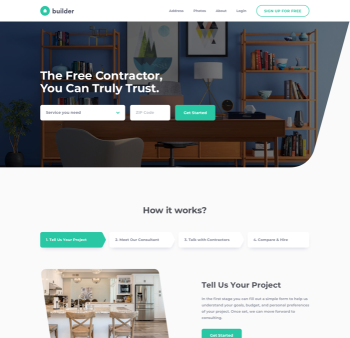 builder
Address
Photos
About
Login
SIGN UP FOR FREE
The Free Contractor,
You Can Truly Trust.
Service you need
ZIP Code
Get Started
How it works?
1. Tell Us Your Project
2. Meet Our Consultant
3. Talk with Contractors
4. Compare & Hire
Tell Us Your Project
In the first stage you can fill out a simple form to help us
understand your goals, budget, and personal preferences
of your project. Once set, we can move forward to
consulting.
Get Started